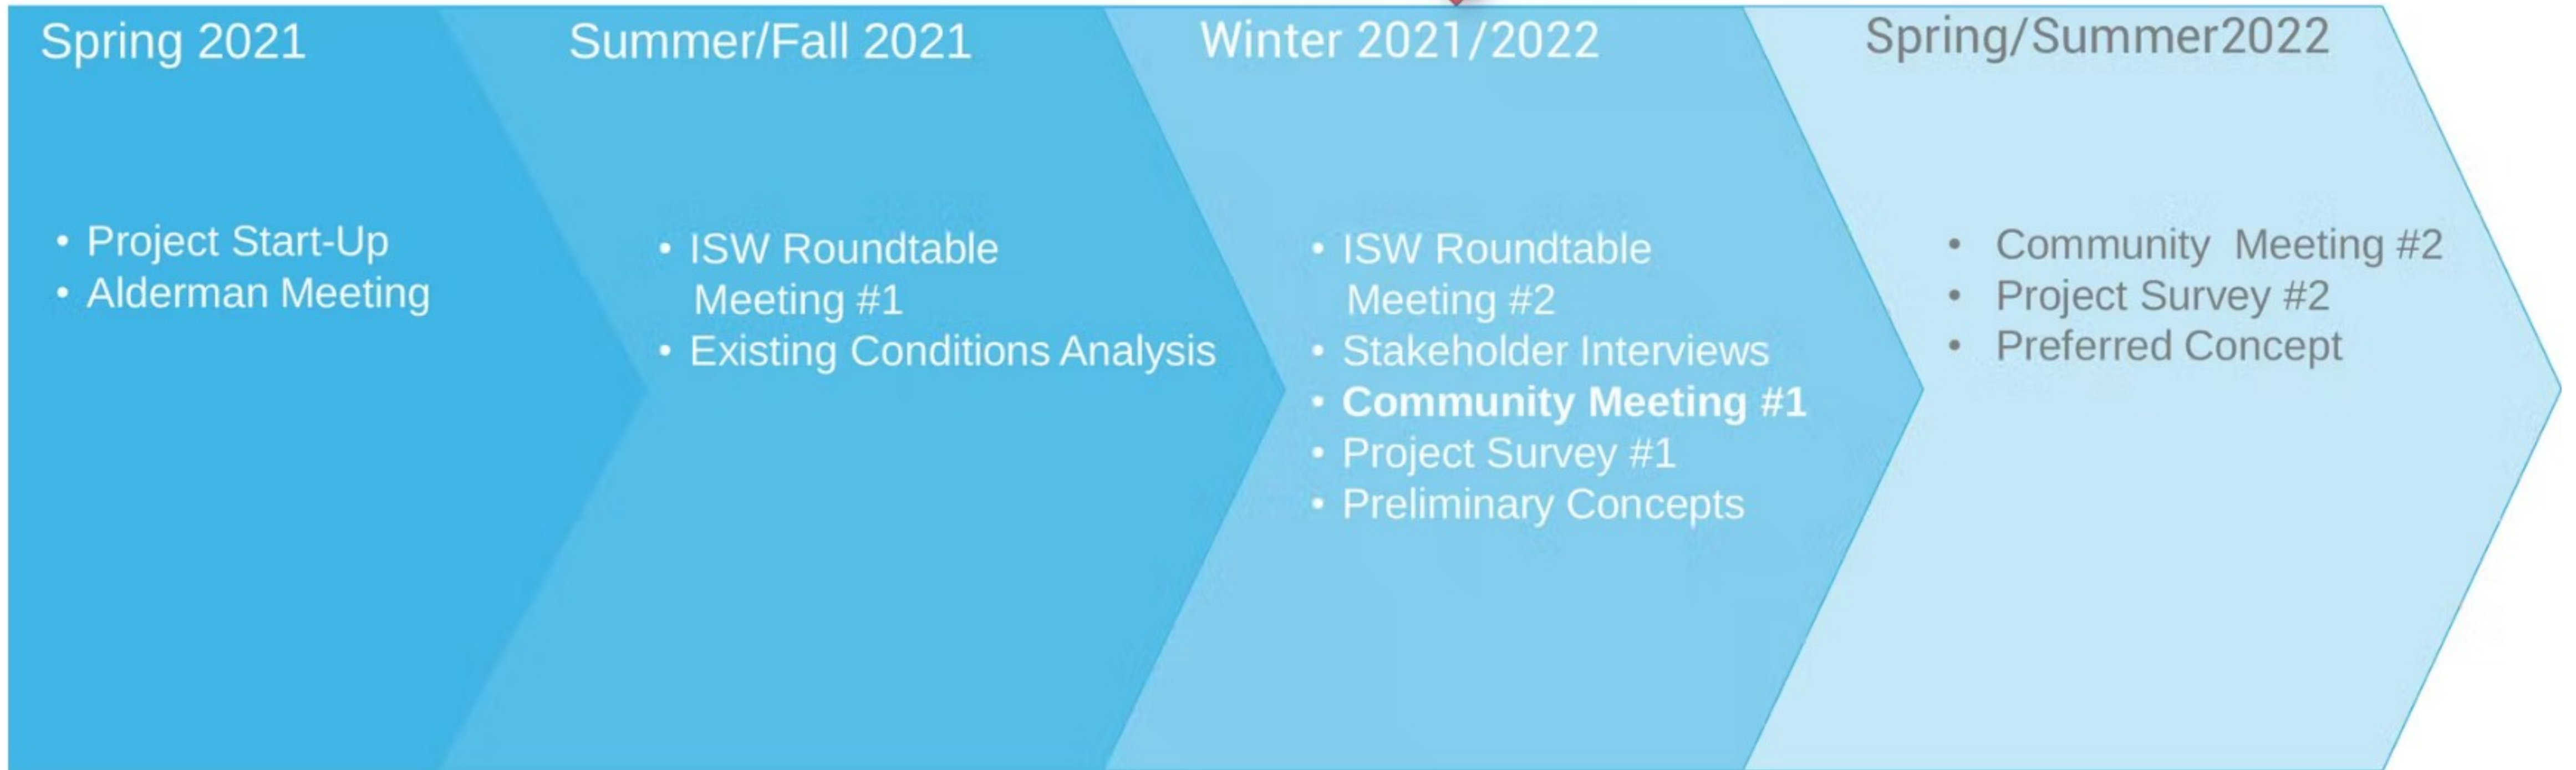 Spring 2021
• Project Start-Up
• Alderman Meeting
Summer/Fall 2021
• ISW Roundtable
Meeting #1
• Existing Conditions Analysis
Winter 2021/2022
• ISW Roundtable
Meeting #2
• Stakeholder Interviews
• Community Meeting #1
• Project Survey #1
• Preliminary Concepts
Spring/Summer2022
• Community Meeting #2
• Project Survey #2
• Preferred Concept